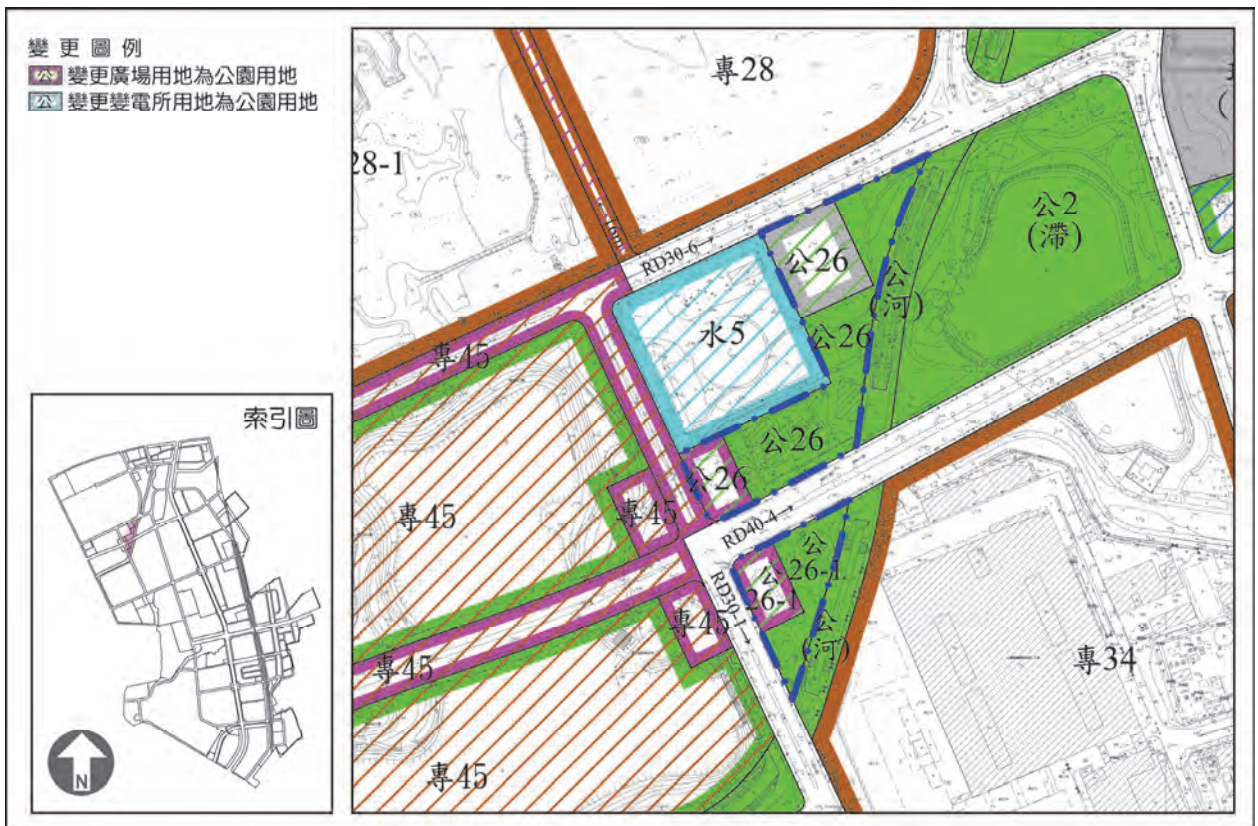 變更圖例
公 變更廣場用地為公園用地
公 變更變電所用地為公園用地
索引圖
N
專28
28-1
16m
RD30-6→
公26
公2
(滯)
公
(河)
水5
公26
專45
公26
公26
專45
專45
RD40-4→
公
26-1
公
26-1
RD30-1→
專45
公
(河)
專34
專45
專45